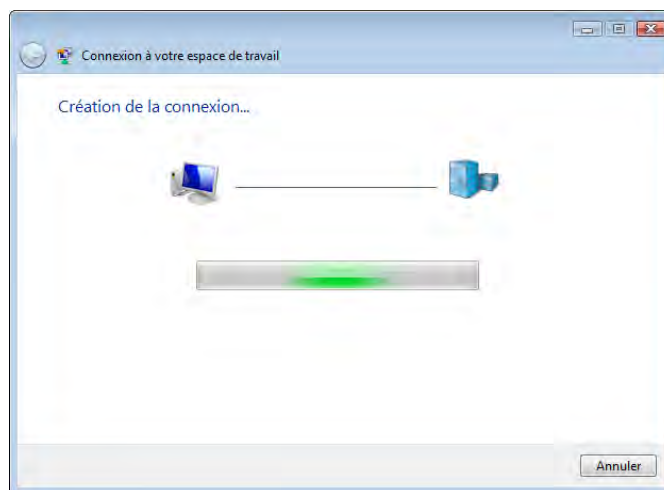 Connexion à votre espace de travail
Création de la connexion...
Annuler